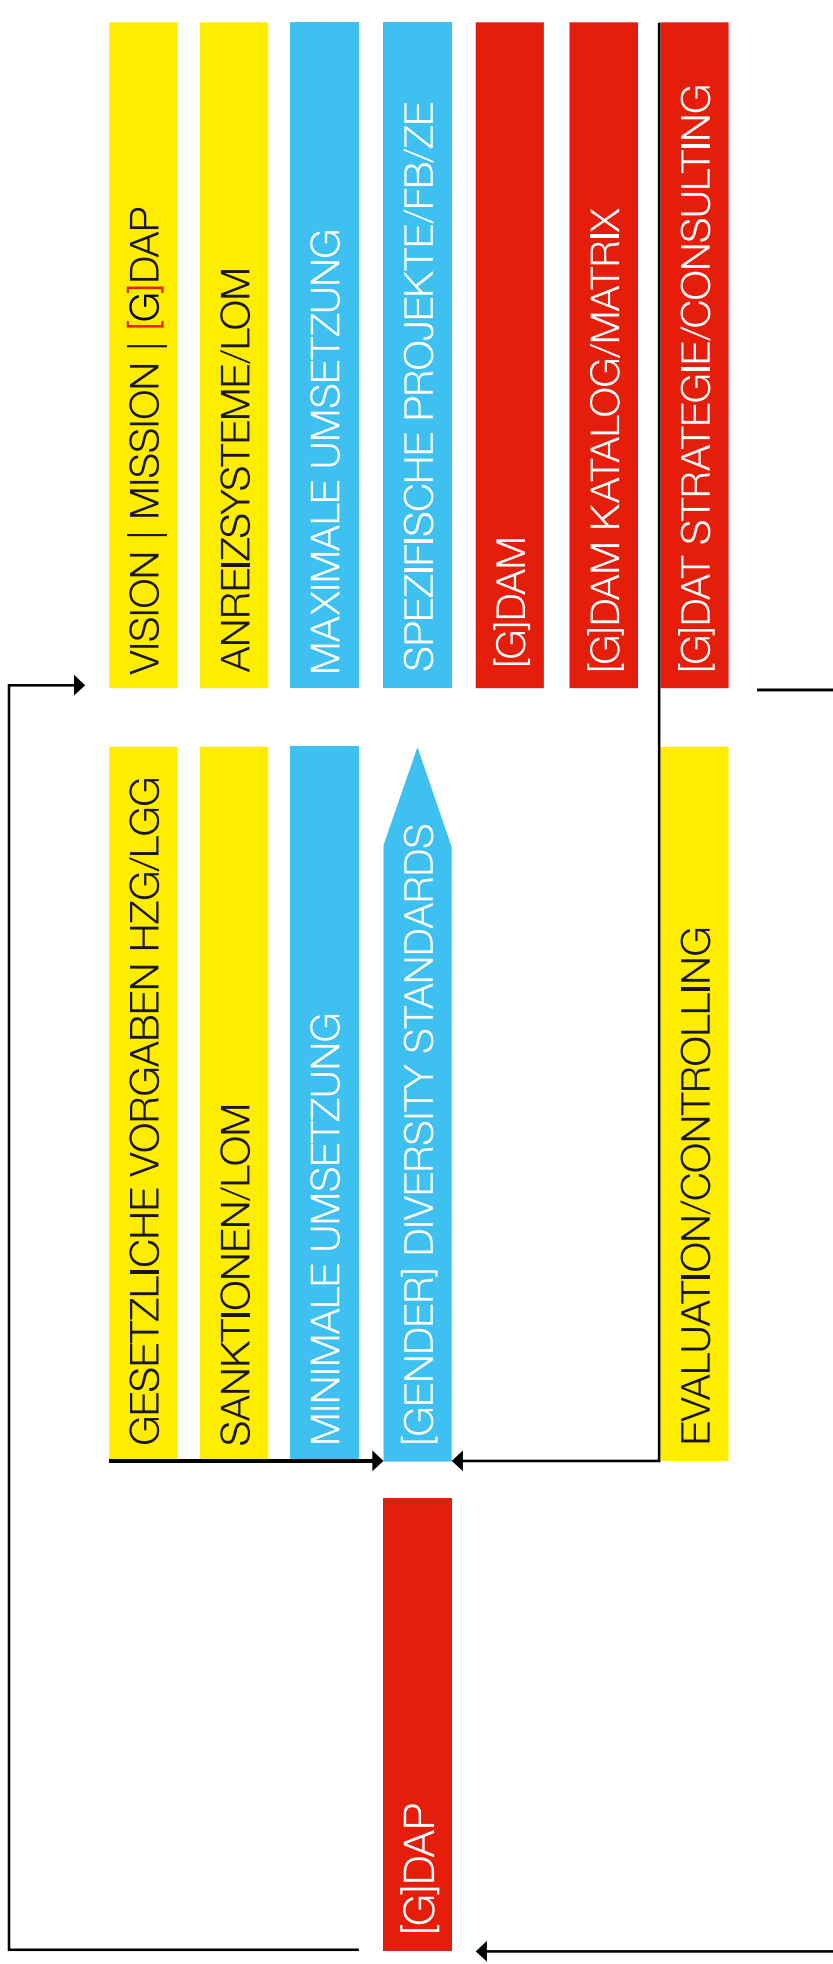 VISION | MISSION | [G]DAP
ANREIZSYSTEME/LOM
MAXIMALE UMSETZUNG
SPEZIFISCHE PROJEKTE/FB/ZE
[G]DAM
[G]DAM KATALOG/MATRIX
[G]DAT STRATEGIE/CONSULTING
GESETZLICHE VORGABEN HZG/LGG
SANKTIONEN/LOM
MINIMALE UMSETZUNG
[GENDER] DIVERSITY STANDARDS
EVALUATION/CONTROLLING
[G]DAP